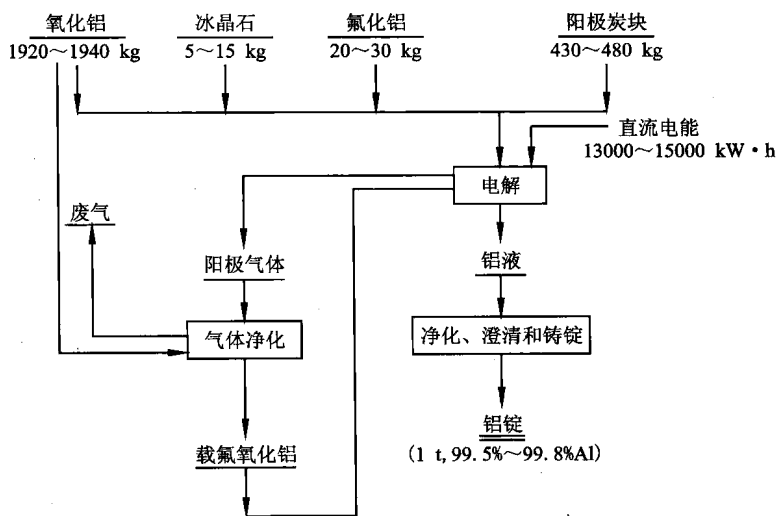 氧化铝
1920～1940 kg
冰晶石
5～15 kg
氟化铝
20～30 kg
阳极炭块
430～480 kg
直流电能
13000～15000 kW·h
电解
废气
阳极气体
铝液
气体净化
净化、澄清和铸锭
载氟氧化铝
铝锭
(1 t, 99.5%～99.8%Al)